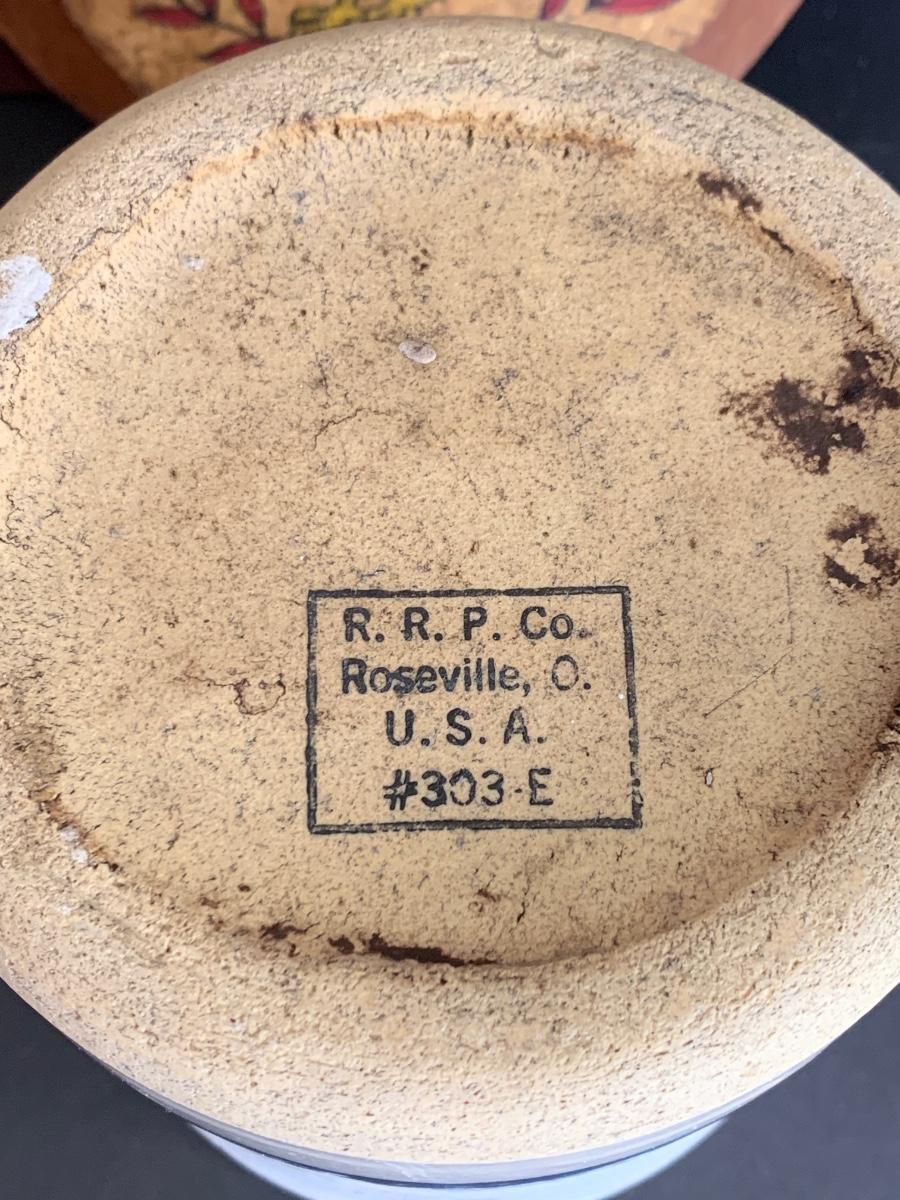 R. R. P. Co.
Roseville, O.
U. S. A.
#303-E